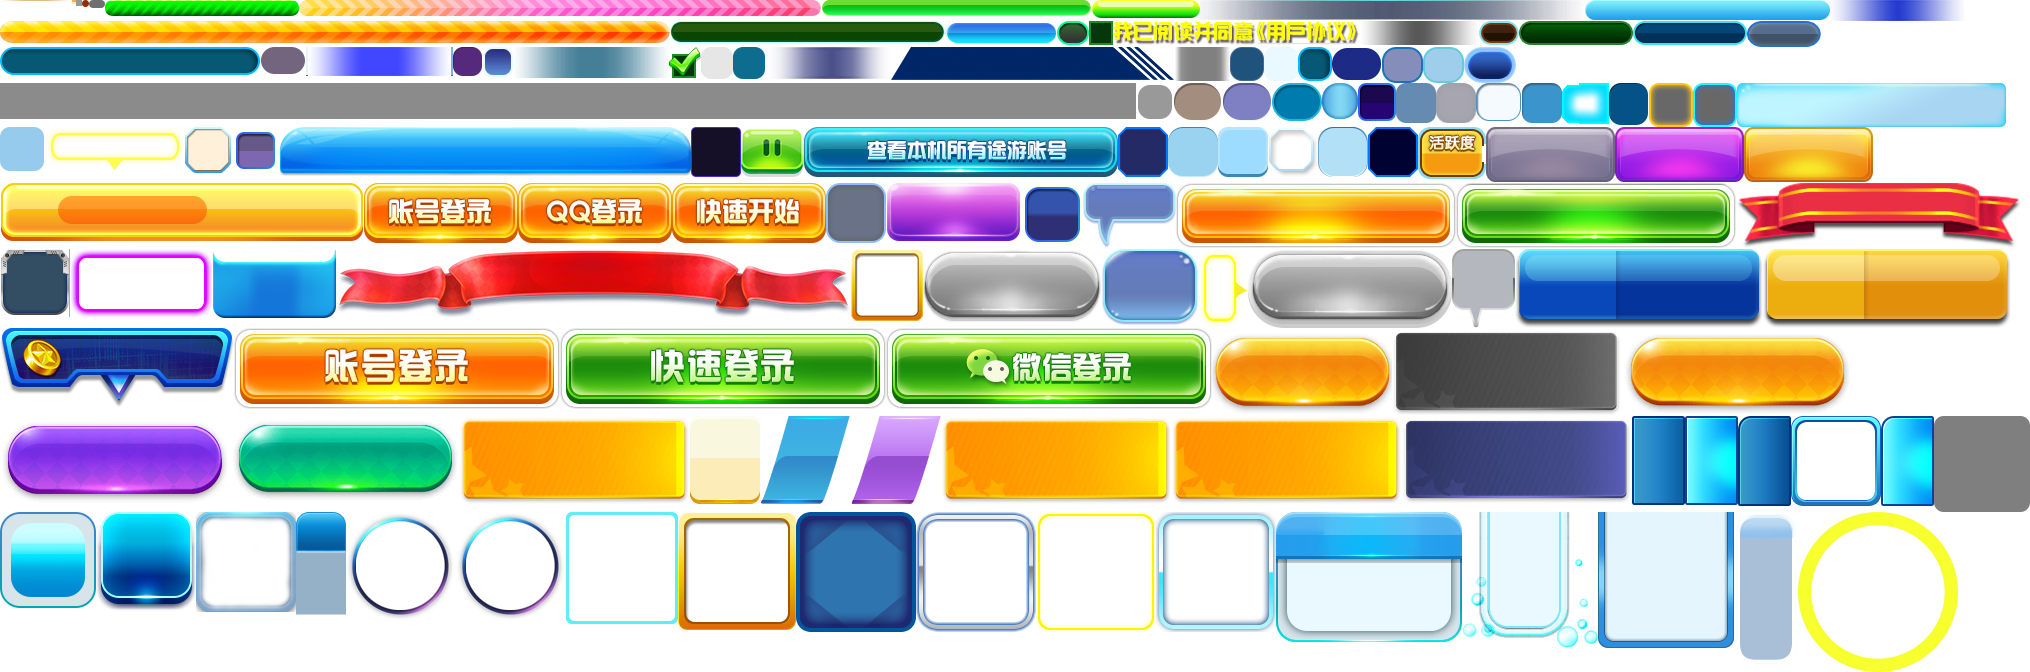 我已阅读并同意《用戶协议》
查看本机所有途游账号
活跃度
账号登录
QQ登录
快速开始
账号登录
快速登录
微信登录